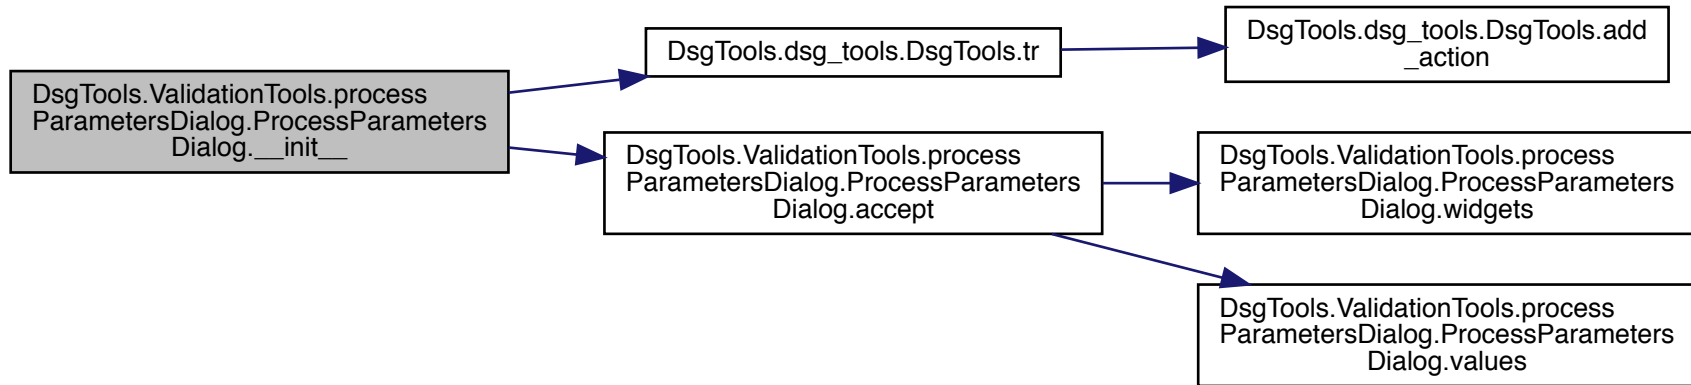 DsgTools.ValidationTools.process
ParametersDialog.ProcessParameters
Dialog.__init__
DsgTools.dsg_tools.DsgTools.tr
DsgTools.dsg_tools.DsgTools.add
_action
DsgTools.ValidationTools.process
ParametersDialog.ProcessParameters
Dialog.accept
DsgTools.ValidationTools.process
ParametersDialog.ProcessParameters
Dialog.widgets
DsgTools.ValidationTools.process
ParametersDialog.ProcessParameters
Dialog.values